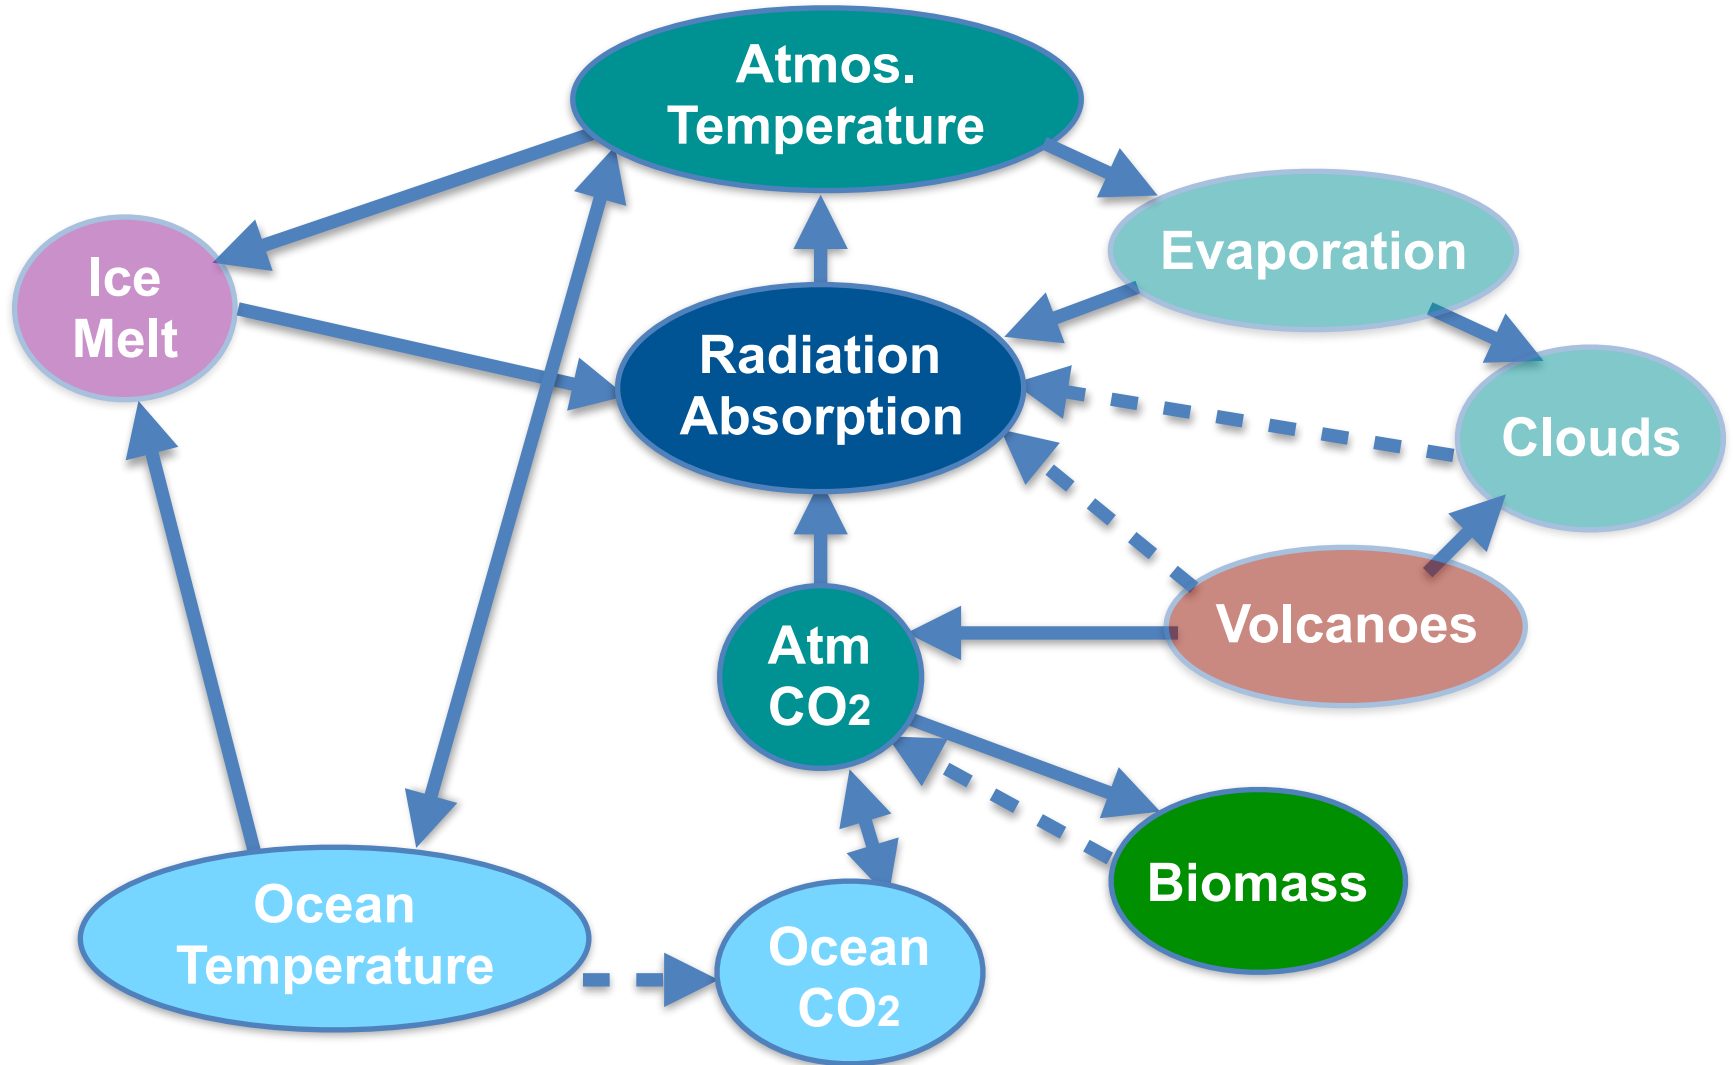 Atmos.
Temperature
Evaporation
Ice
Melt
Radiation
Absorption
Clouds
Volcanoes
Atm
CO2
Biomass
Ocean
Temperature
Ocean
CO2